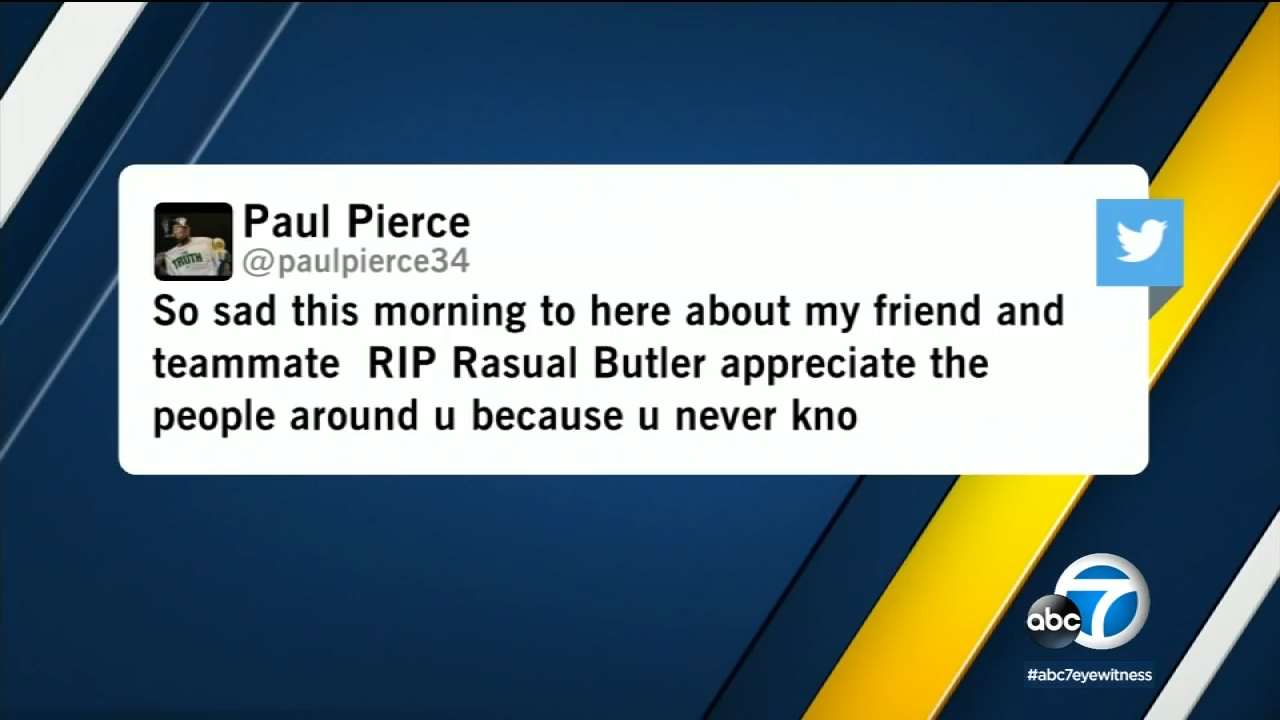 Paul Pierce
@paulpierce34
So sad this morning to here about my friend and
teammate  RIP Rasual Butler appreciate the
people around u because u never kno
TRUTH
abc 7
#abc7eyewitness